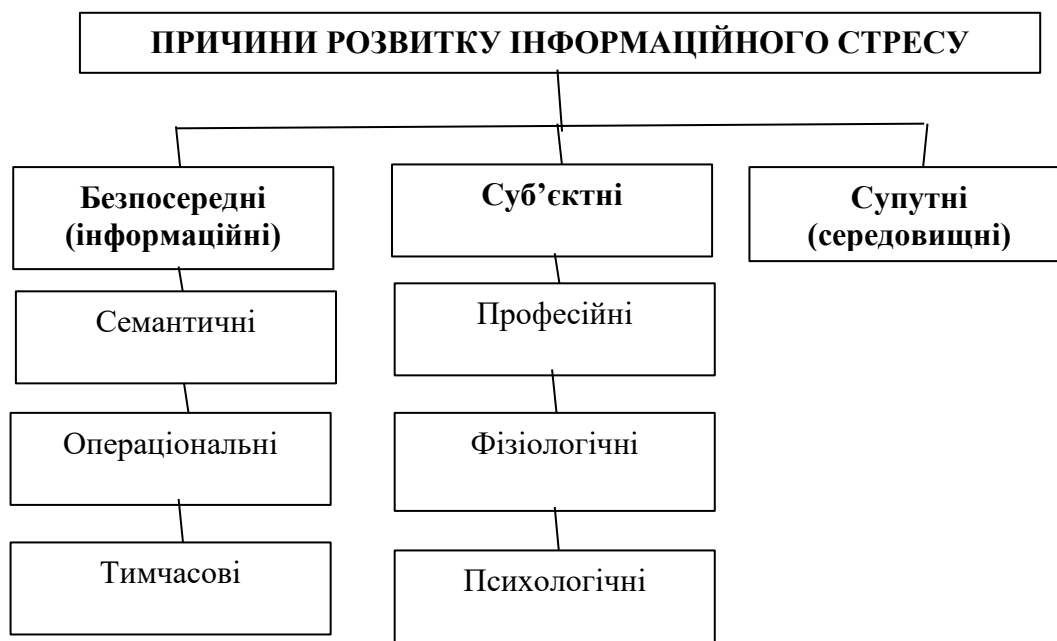 ПРИЧИНИ РОЗВИТКУ ІНФОРМАЦІЙНОГО СТРЕСУ
Безпосередні
(інформаційні)
Семантичні
Операціональні
Тимчасові
Суб’єктні
Професійні
Фізіологічні
Психологічні
Супутні
(середовищні)